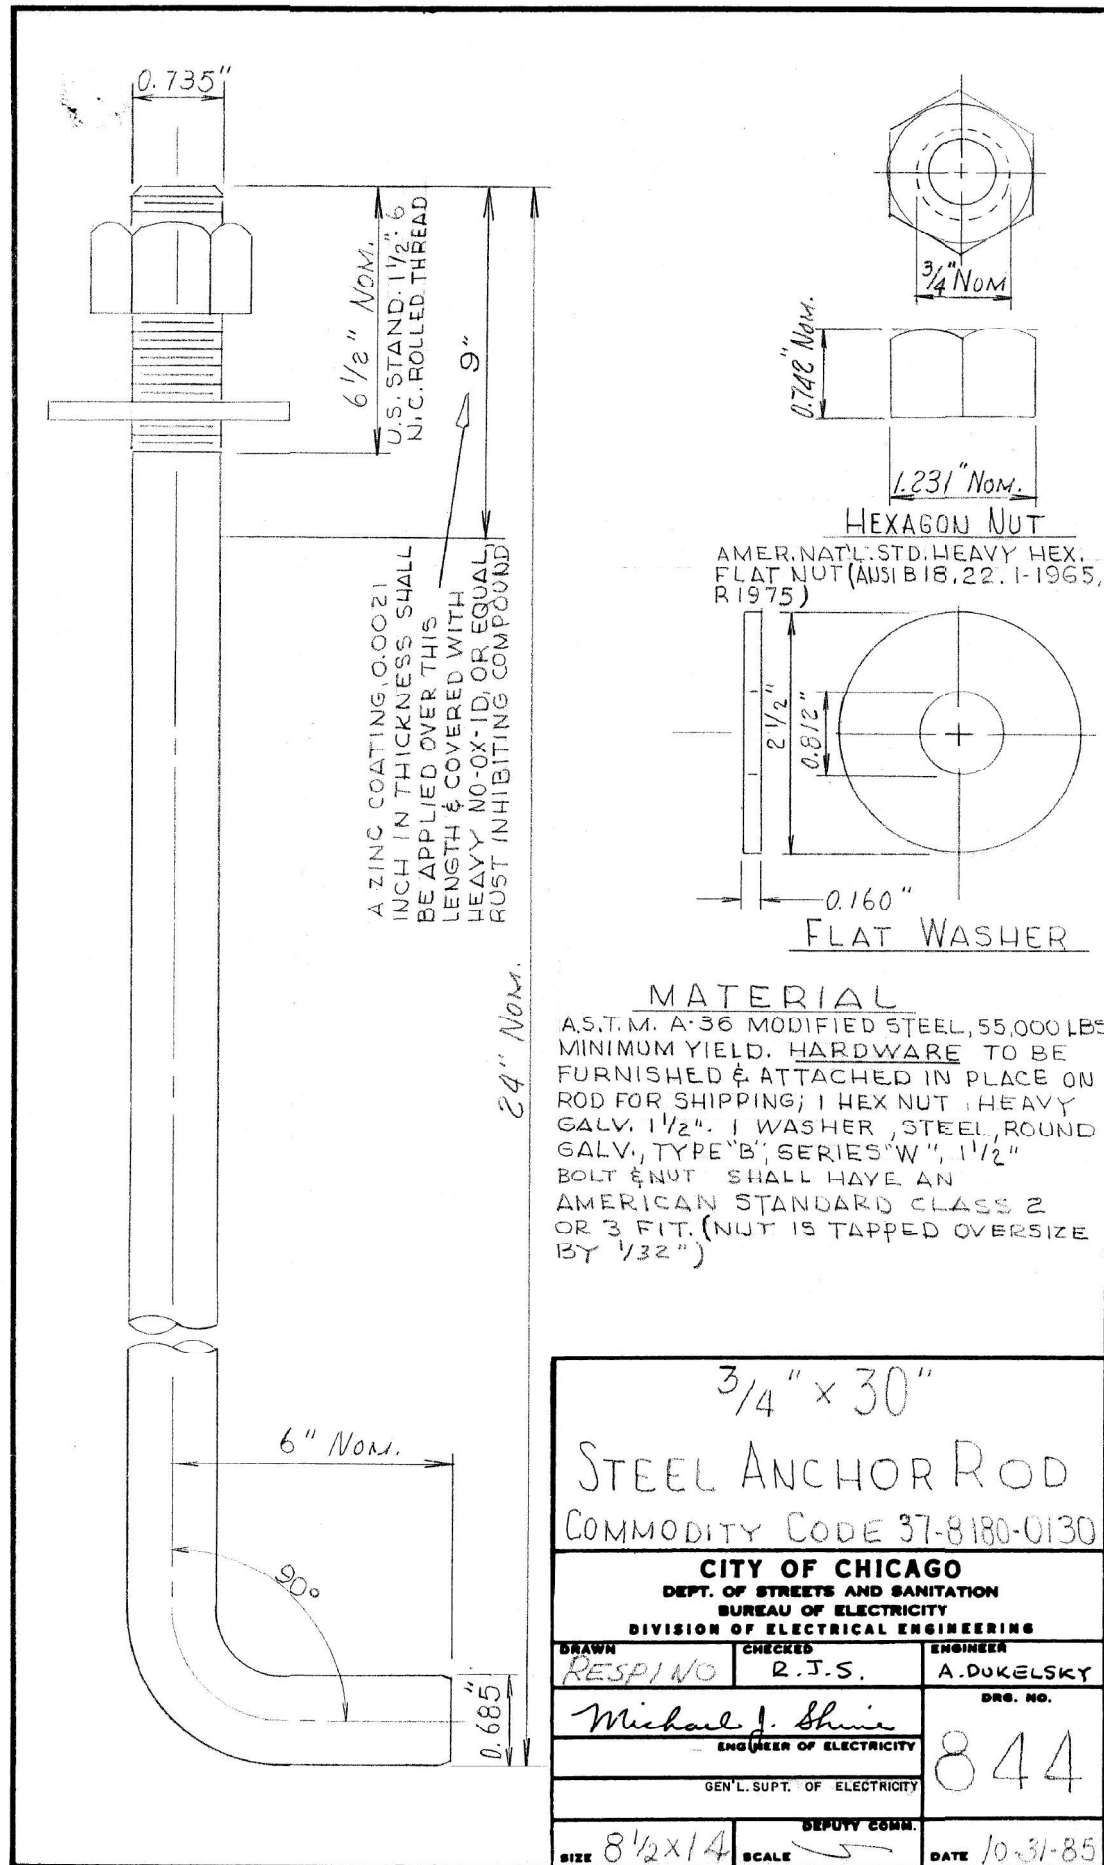 0.735"
6 1/2" NOM.
U.S. STAND. 1 1/2": 6
N.C. ROLLED THREAD
9"
A ZINC COATING, 0.0021
INCH IN THICKNESS SHALL
BE APPLIED OVER THIS
LENGTH & COVERED WITH
HEAVY NO-OX-ID, OR EQUAL
RUST INHIBITING COMPOUND
24" NOM.
6" NOM.
90°
0.685"
3/4" NOM
0.742" NOM.
1.231" NOM.
HEXAGON NUT
AMER. NAT'L. STD. HEAVY HEX.
FLAT NUT (ANSI B 18.22.1-1965,
R 1975)
2 1/2"
0.812"
0.160"
FLAT WASHER
MATERIAL
A.S.T.M. A-36 MODIFIED STEEL, 55,000 LBS
MINIMUM YIELD. HARDWARE TO BE
FURNISHED & ATTACHED IN PLACE ON
ROD FOR SHIPPING; 1 HEX NUT, HEAVY
GALV. 1 1/2". 1 WASHER, STEEL, ROUND
GALV., TYPE "B", SERIES "W", 1 1/2"
BOLT & NUT SHALL HAVE AN
AMERICAN STANDARD CLASS 2
OR 3 FIT. (NUT IS TAPPED OVERSIZE
BY 1/32")
3/4" x 30"
STEEL ANCHOR ROD
COMMODITY CODE 37-8180-0130
CITY OF CHICAGO
DEPT. OF STREETS AND SANITATION
BUREAU OF ELECTRICITY
DIVISION OF ELECTRICAL ENGINEERING
DRAWN RESPINO
CHECKED R.J.S.
ENGINEER A. DUKELSKY
Michael J. Shine
ENGINEER OF ELECTRICITY
GEN'L. SUPT. OF ELECTRICITY
DEPUTY COMM.
DRG. NO.
844
SIZE 8 1/2 X 14
SCALE
DATE 10-31-85